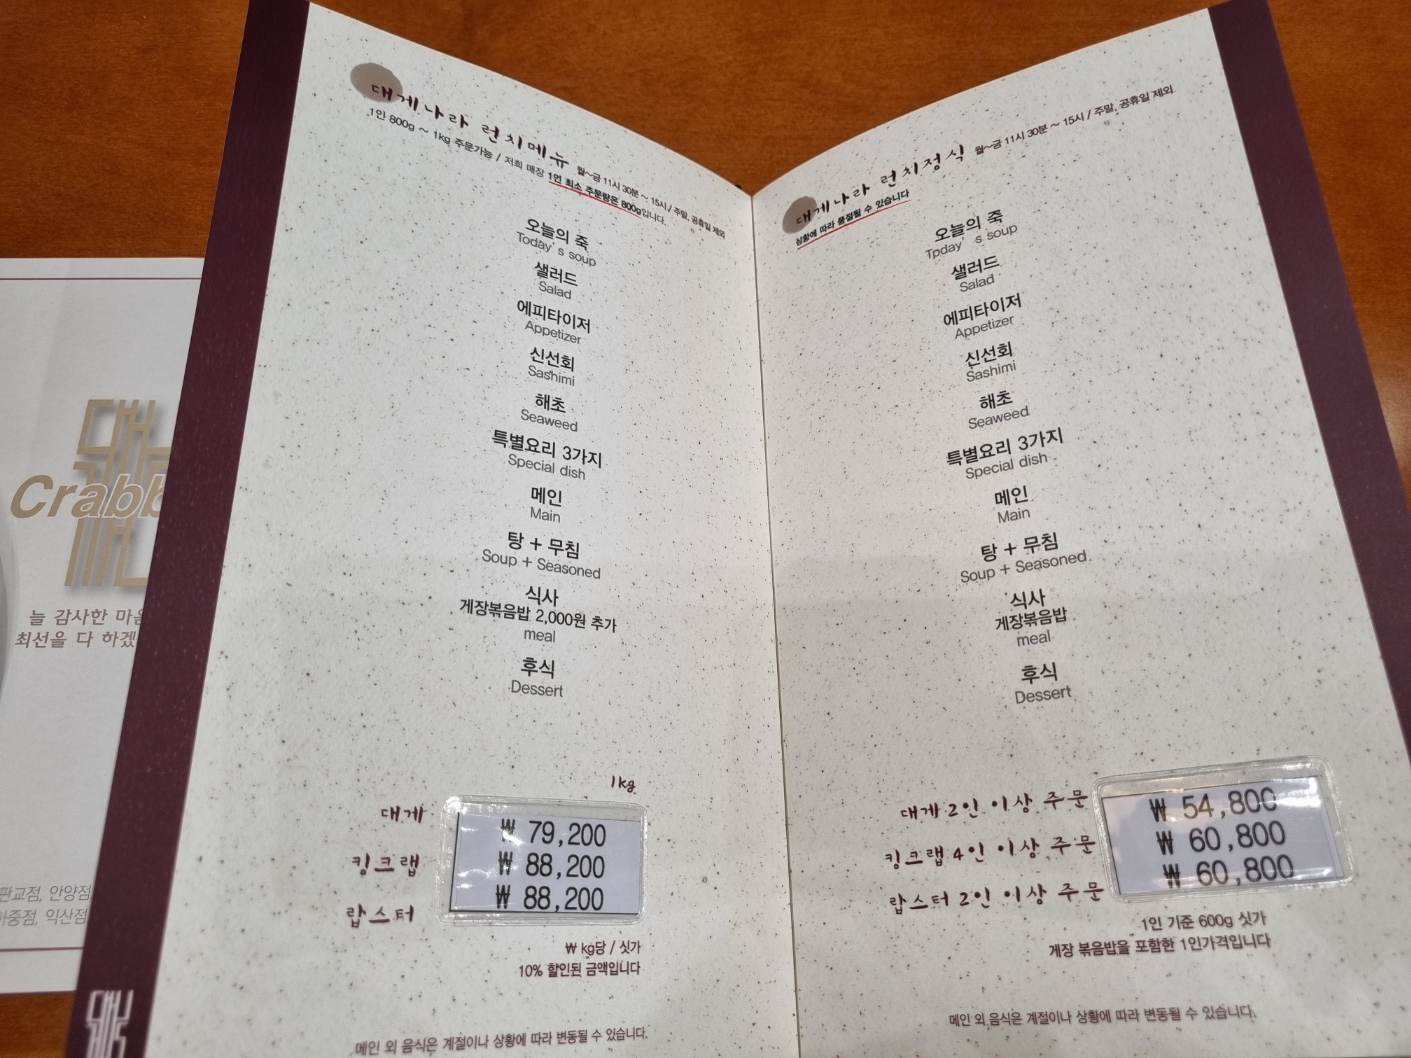 대게나라 런치메뉴 월~금 11시 30분 ~ 15시 / 주말, 공휴일 제외
1인 800g ~ 1kg 주문가능 / 저희 매장 1인 최소 주문량은 800g입니다.
오늘의 죽
Today's soup
샐러드
Salad
에피타이저
Appetizer
신선회
Sashimi
해초
Seaweed
특별요리 3가지
Special dish
메인
Main
탕 + 무침
Soup + Seasoned
식사
게장볶음밥 2,000원 추가
meal
후식
Dessert
1kg
대게 ₩ 79,200
킹크랩 ₩ 88,200
랍스터 ₩ 88,200
₩ kg당 / 싯가
10% 할인된 금액입니다
메인 외 음식은 계절이나 상황에 따라 변동될 수 있습니다.
대게나라 런치정식 월~금 11시 30분 ~ 15시 / 주말, 공휴일 제외
상황에 따라 품절될 수 있습니다
오늘의 죽
Tpday's soup
샐러드
Salad
에피타이저
Appetizer
신선회
Sashimi
해초
Seaweed
특별요리 3가지
Special dish
메인
Main
탕 + 무침
Soup + Seasoned
식사
게장볶음밥
meal
후식
Dessert
대게 2인 이상 주문 ₩ 54,800
킹크랩 4인 이상 주문 ₩ 60,800
랍스터 2인 이상 주문 ₩ 60,800
1인 기준 600g 싯가
게장 볶음밥을 포함한 1인가격입니다
메인 외 음식은 계절이나 상황에 따라 변동될 수 있습니다.
Crabb
늘 감사한 마음
최선을 다 하겠
판교점, 안양점
익산점